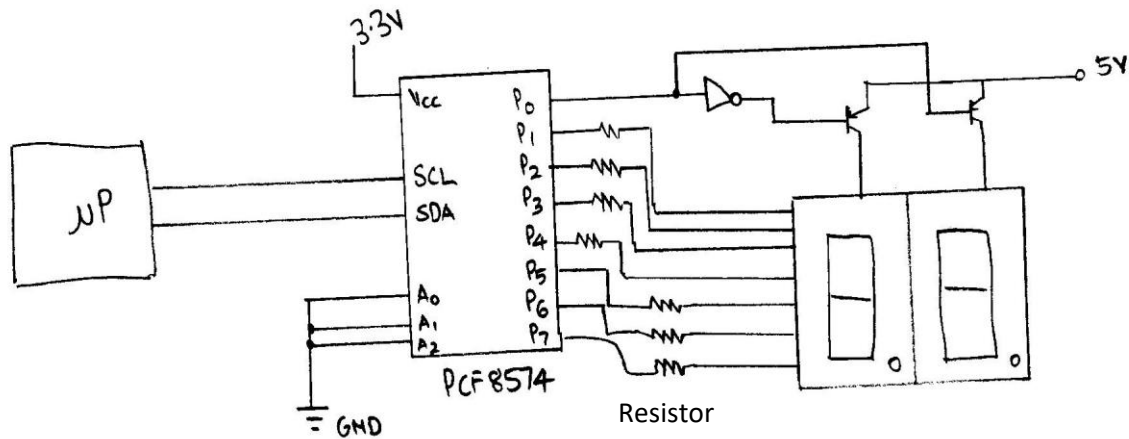 3.3V
5V
Vcc
P0
P1
P2
SCL
P3
μP
SDA
P4
P5
A0
P6
A1
P7
A2
PCF8574
Resistor
GND